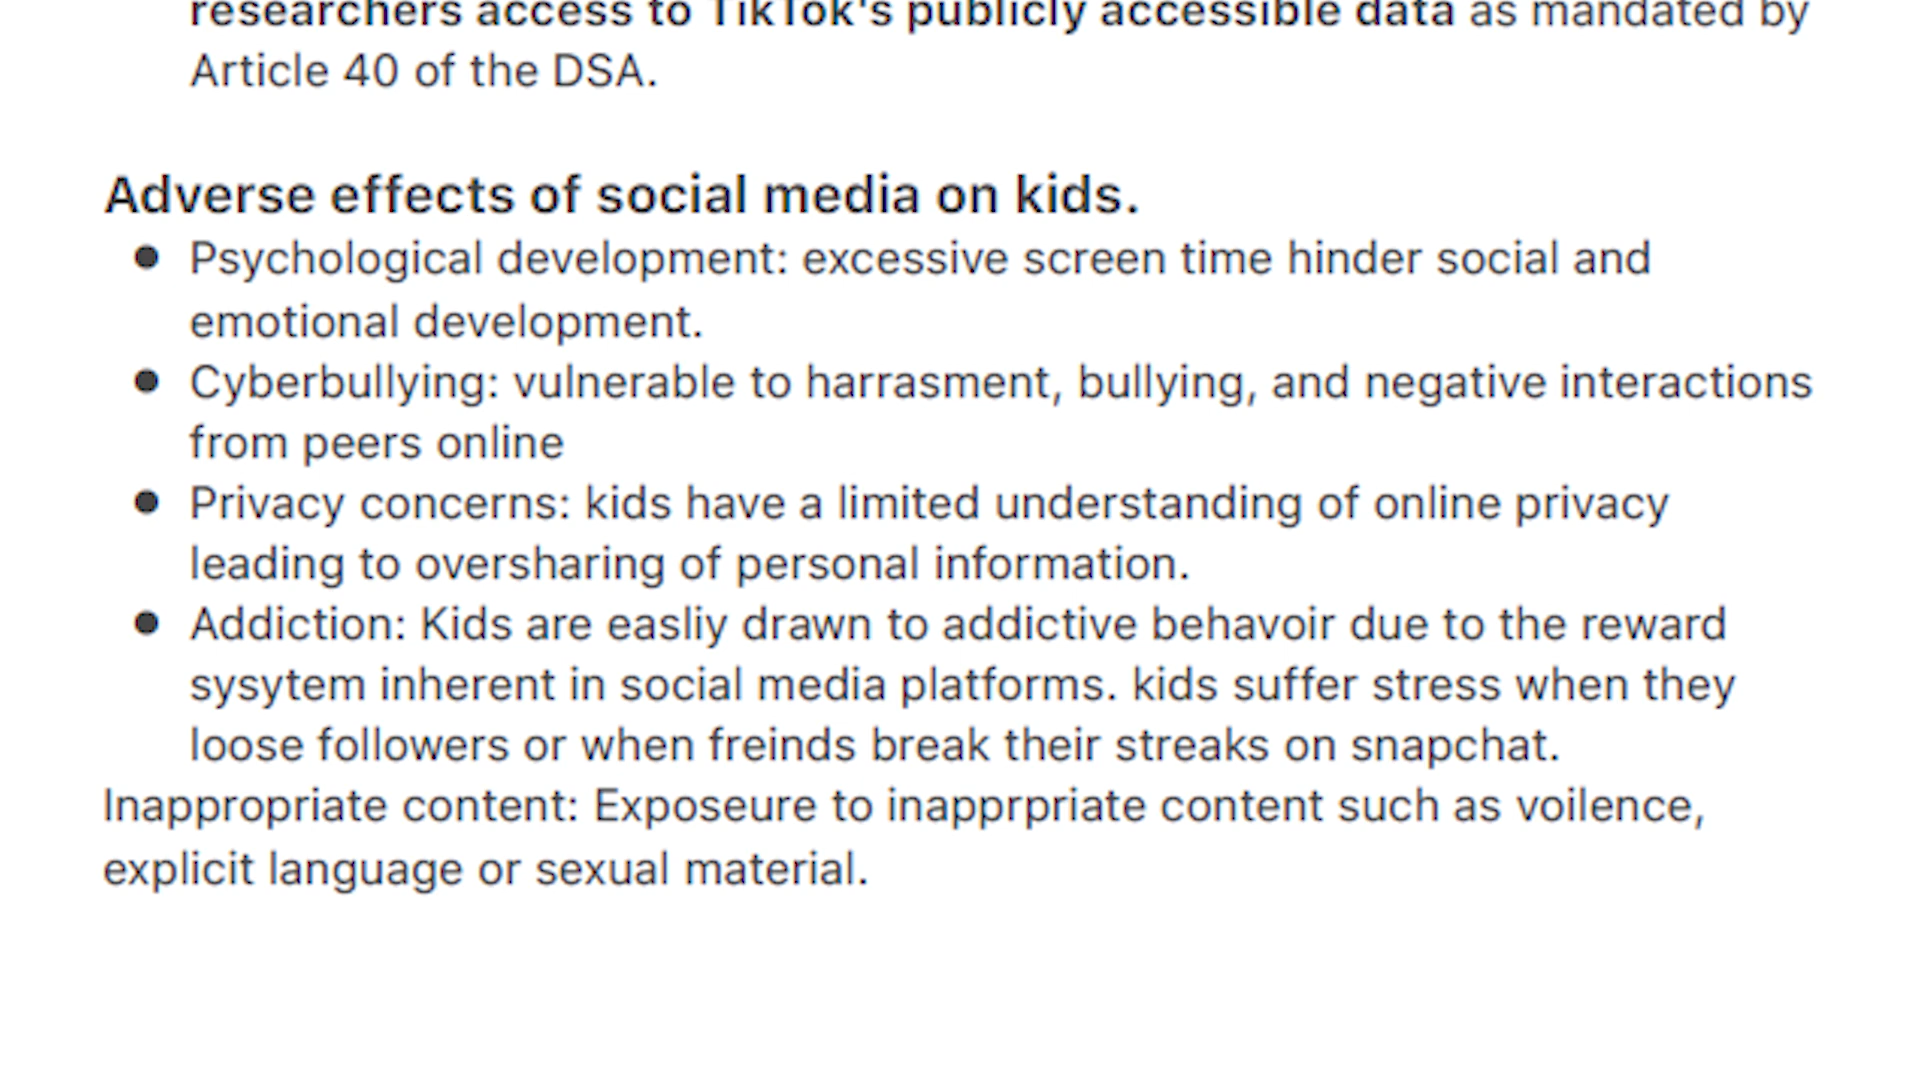 researchers access to TikTok's publicly accessible data as mandated by
Article 40 of the DSA.
Adverse effects of social media on kids.
● Psychological development: excessive screen time hinder social and
emotional development.
● Cyberbullying: vulnerable to harrasment, bullying, and negative interactions
from peers online
● Privacy concerns: kids have a limited understanding of online privacy
leading to oversharing of personal information.
● Addiction: Kids are easliy drawn to addictive behavoir due to the reward
sysytem inherent in social media platforms. kids suffer stress when they
loose followers or when freinds break their streaks on snapchat.
Inappropriate content: Exposeure to inapprpriate content such as voilence,
explicit language or sexual material.